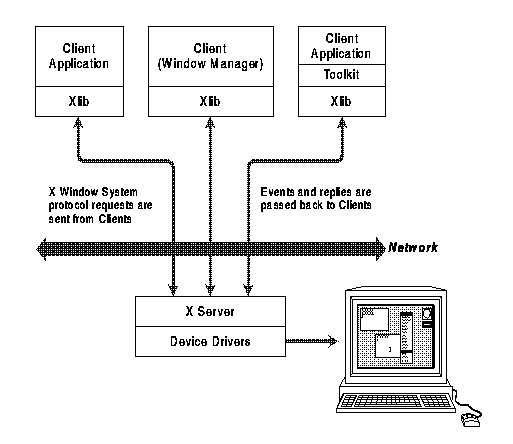 Client
Application
Xlib
Client
(Window Manager)
Xlib
Client
Application
Toolkit
Xlib
X Window System
protocol requests are
sent from Clients
Events and replies are
passed back to Clients
Network
X Server
Device Drivers